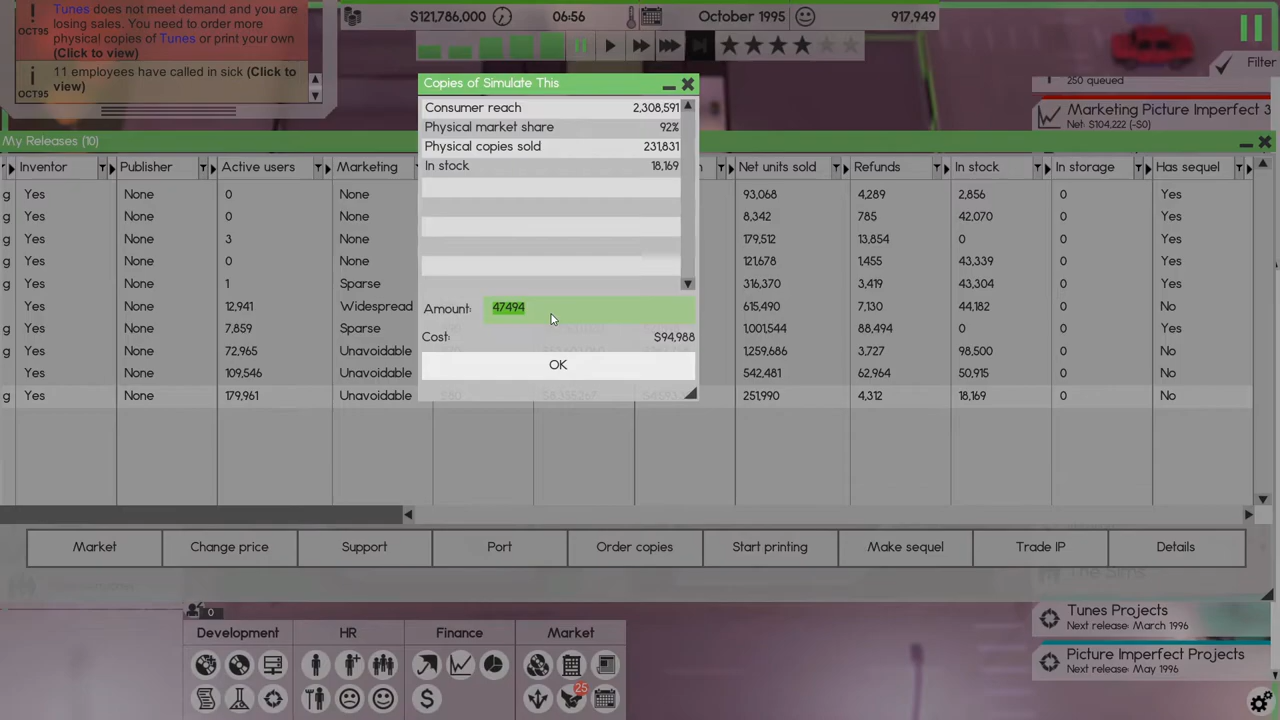 Tunes does not meet demand and you are
losing sales. You need to order more
physical copies of Tunes or print your own
(Click to view)
OCT95
11 employees have called in sick (Click to
view)
OCT95
$121,786,000
06:56
October 1995
917,949
Filter
250 queued
Marketing Picture Imperfect 3
Net: $104,222 (-$0)
Copies of Simulate This
Consumer reach 2,308,591
Physical market share 92%
Physical copies sold 231,831
In stock 18,169
Amount: 47494
Cost: $94,988
OK
My Releases (10)
Inventor Publisher Active users Marketing Net units sold Refunds In stock In storage Has sequel
g Yes None 0 None 93,068 4,289 2,856 0 Yes
g Yes None 0 None 8,342 785 42,070 0 Yes
g Yes None 3 None 179,512 13,854 0 0 Yes
g Yes None 0 None 121,678 1,455 43,339 0 Yes
g Yes None 1 Sparse 316,370 3,419 43,304 0 Yes
Yes None 12,941 Widespread 615,490 7,130 44,182 0 Yes
g Yes None 7,859 Sparse 1,001,544 88,494 0 0 Yes
g Yes None 72,965 Unavoidable 1,259,686 3,727 98,500 0 No
g Yes None 109,546 Unavoidable 542,481 62,964 50,915 0 No
g Yes None 179,961 Unavoidable $80 251,990 4,312 18,169 0 No
Market Change price Support Port Order copies Start printing Make sequel Trade IP Details
The Sims
Tunes Projects
Next release: March 1996
Picture Imperfect Projects
Next release: May 1996
0
Development HR Finance Market
25